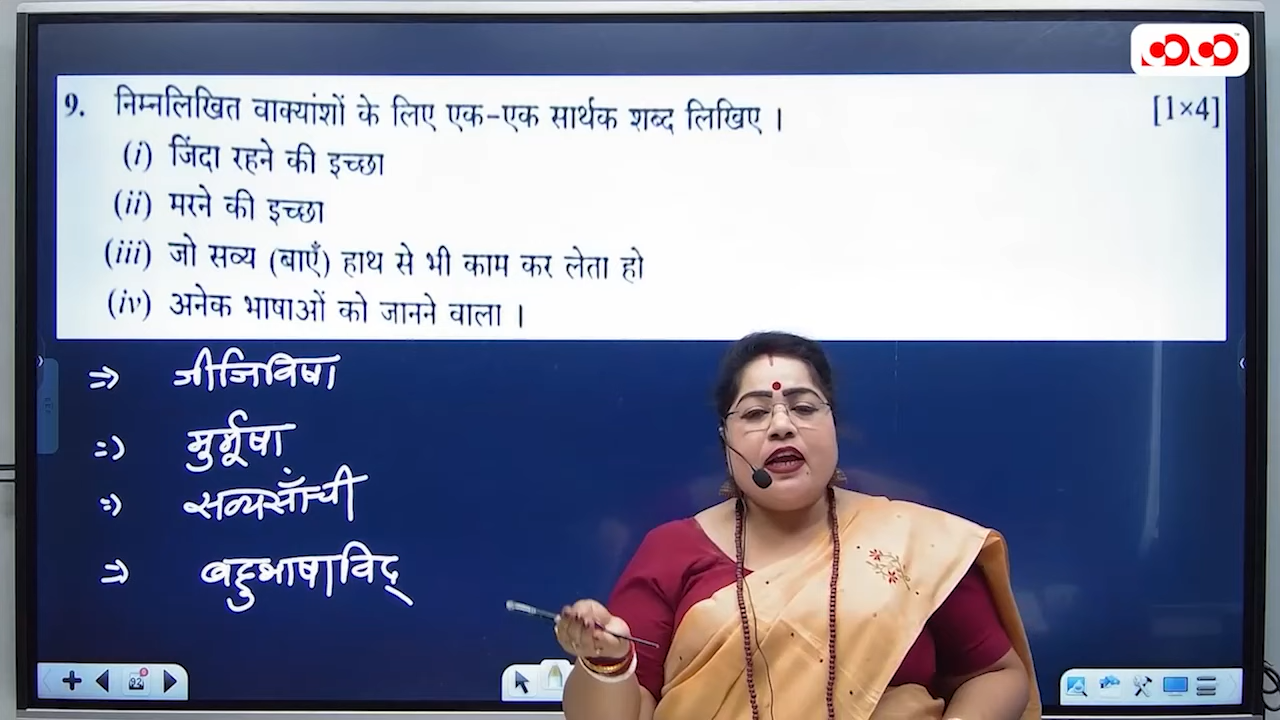 9. निम्नलिखित वाक्यांशों के लिए एक-एक सार्थक शब्द लिखिए । [1×4]
(i) जिंदा रहने की इच्छा
(ii) मरने की इच्छा
(iii) जो सव्य (बाएँ) हाथ से भी काम कर लेता हो
(iv) अनेक भाषाओं को जानने वाला ।
=> जीजिविषा
=> मुर्मूषा
=> सव्यसाँची
=> बहुभाषाविद्
92